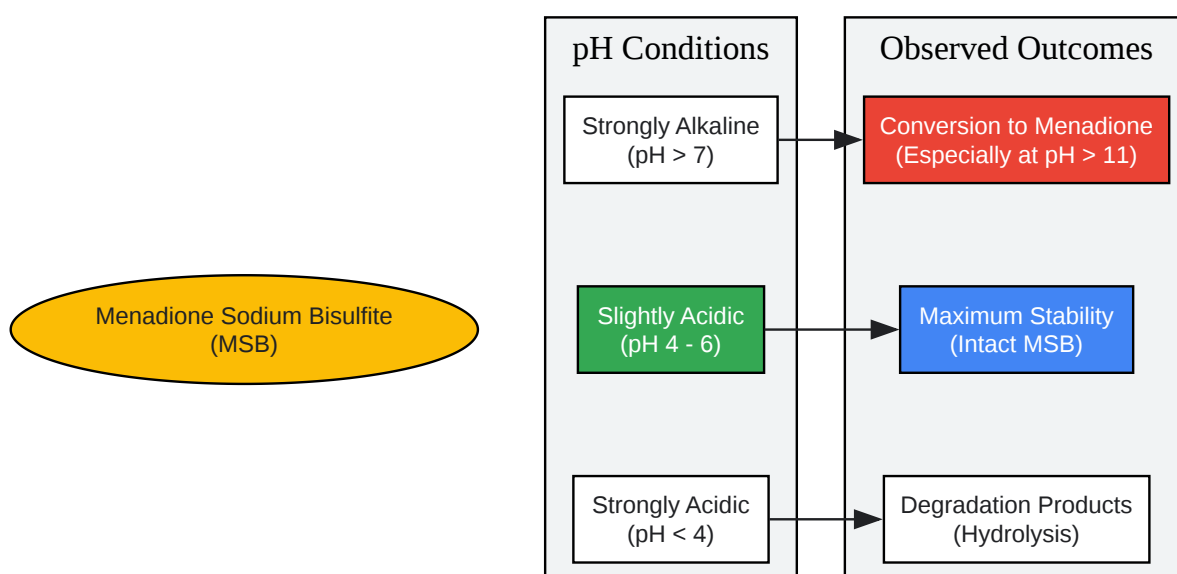 pH Conditions
Observed Outcomes
Strongly Alkaline
(pH > 7)
Conversion to Menadione
(Especially at pH > 11)
Menadione Sodium Bisulfite
(MSB)
Slightly Acidic
(pH 4 - 6)
Maximum Stability
(Intact MSB)
Strongly Acidic
(pH < 4)
Degradation Products
(Hydrolysis)